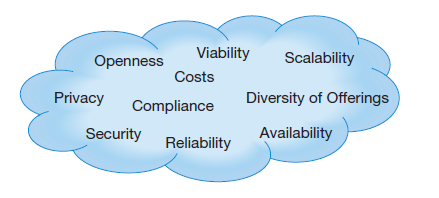 Openness
Viability
Scalability
Costs
Privacy
Compliance
Diversity of Offerings
Security
Reliability
Availability